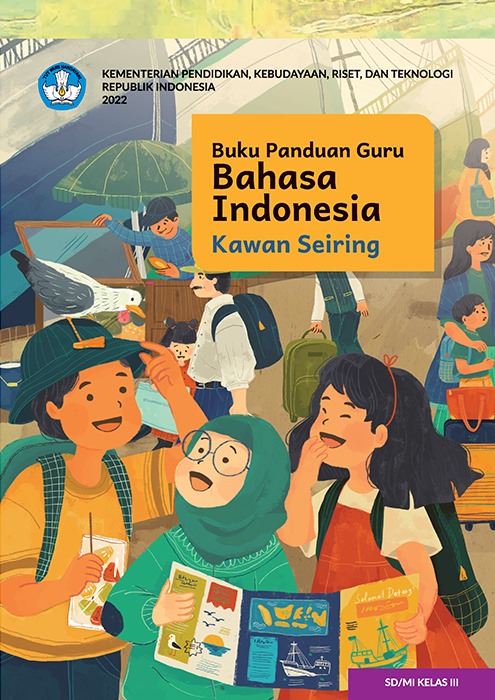 KEMENTERIAN PENDIDIKAN, KEBUDAYAAN, RISET, DAN TEKNOLOGI
REPUBLIK INDONESIA
2022
Buku Panduan Guru
Bahasa
Indonesia
Kawan Seiring
Selamat Datang
SD/MI KELAS III